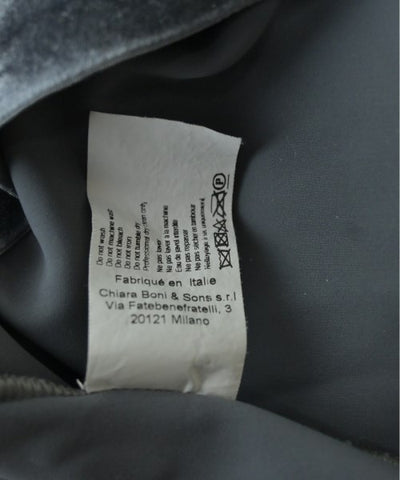 Do not wash
Do not machine wash
Do not bleach
Do not iron
Do not tumble dry
Professional dry clean only
Ne pas laver
Ne pas laver à la machine
Eau de javel interdite
Ne pas repasser
Ne pas sécher en tambour
Nettoyage à sec uniquement
P
Fabriqué en Italie
Chiara Boni & Sons s.r.l
Via Fatebenefratelli, 3
20121 Milano